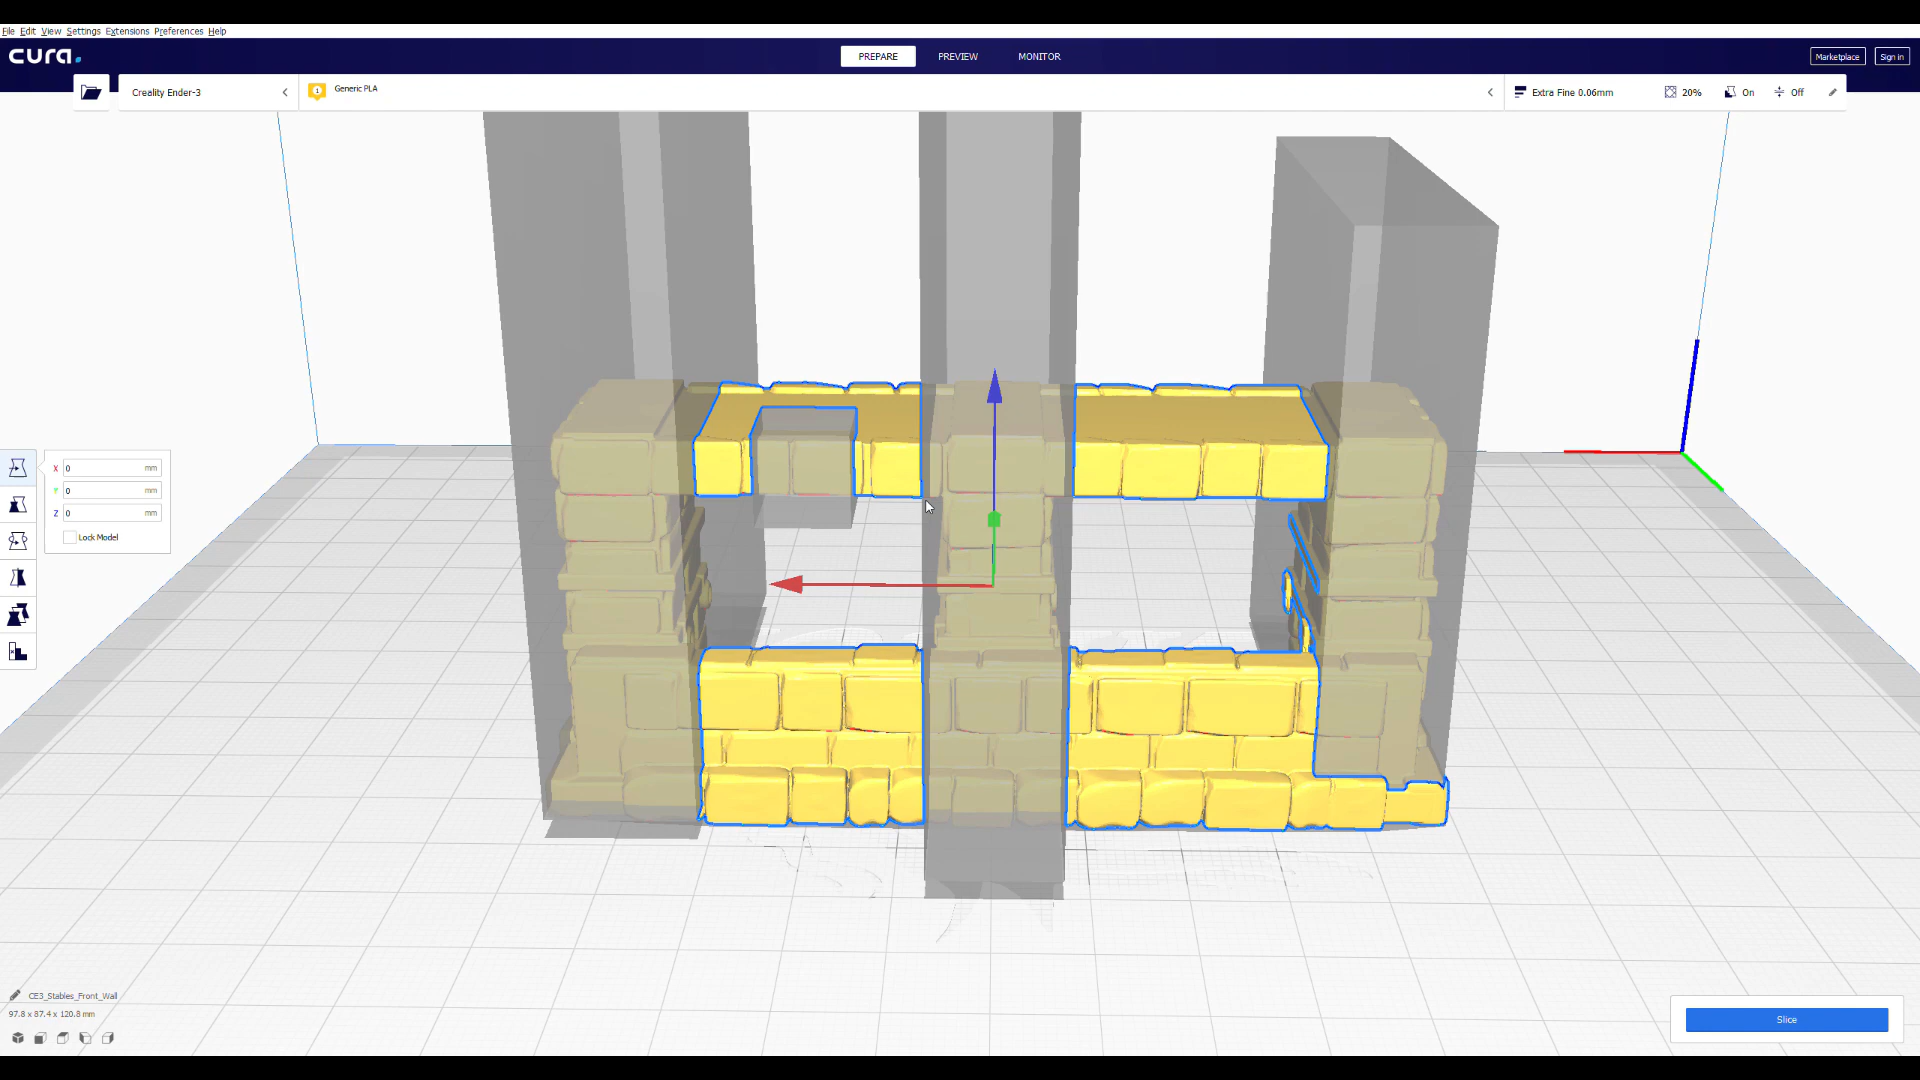 File Edit View Settings Extensions Preferences Help
cura.
PREPARE PREVIEW MONITOR
Marketplace Sign in
Creality Ender-3
1 Generic PLA
Extra Fine 0.06mm 20% On Off
X 0 mm
Y 0 mm
Z 0 mm
Lock Model
CE3_Stables_Front_Wall
97.8 x 87.4 x 120.8 mm
Slice